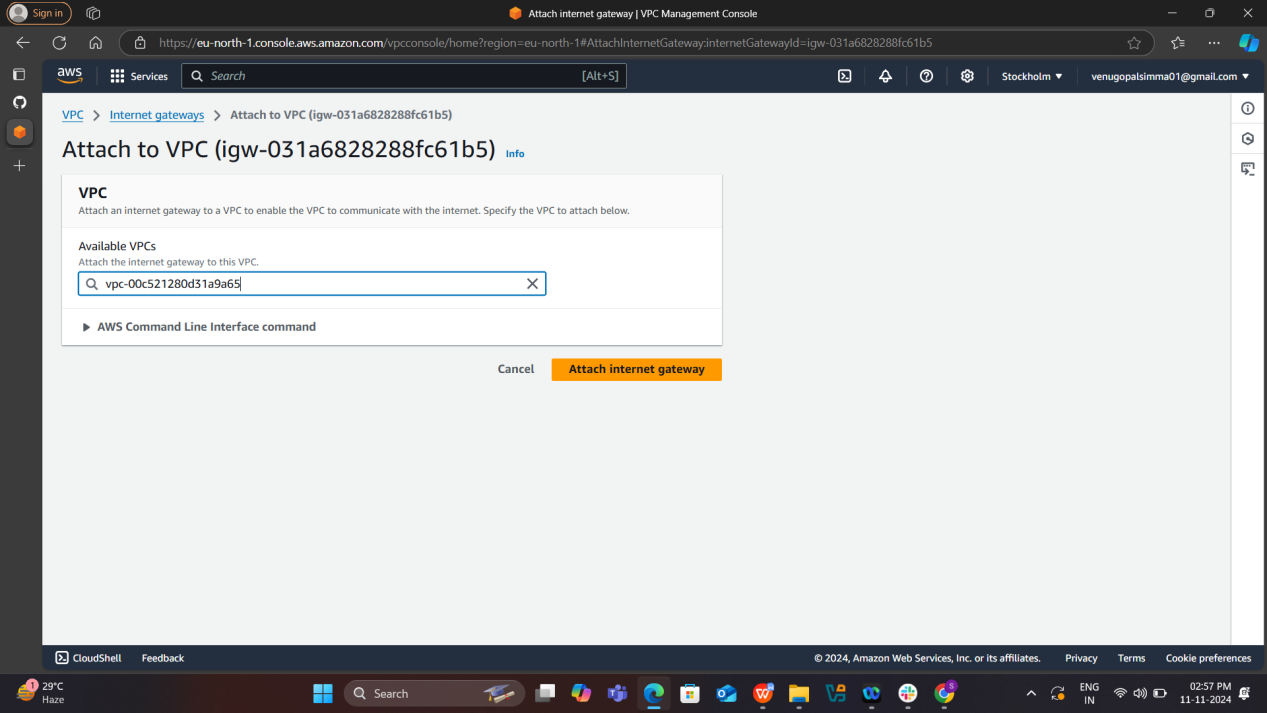 Sign in
Attach internet gateway | VPC Management Console
https://eu-north-1.console.aws.amazon.com/vpcconsole/home?region=eu-north-1#AttachInternetGateway:internetGatewayId=igw-031a6828288fc61b5
aws
Services
Search
[Alt+S]
Stockholm
venugopalsimma01@gmail.com
VPC
Internet gateways
Attach to VPC (igw-031a6828288fc61b5)
Attach to VPC (igw-031a6828288fc61b5) Info
VPC
Attach an internet gateway to a VPC to enable the VPC to communicate with the internet. Specify the VPC to attach below.
Available VPCs
Attach the internet gateway to this VPC.
vpc-00c521280d31a9a65
AWS Command Line Interface command
Cancel
Attach internet gateway
CloudShell
Feedback
© 2024, Amazon Web Services, Inc. or its affiliates.
Privacy
Terms
Cookie preferences
1
29°C
Haze
Search
ENG
IN
02:57 PM
11-11-2024